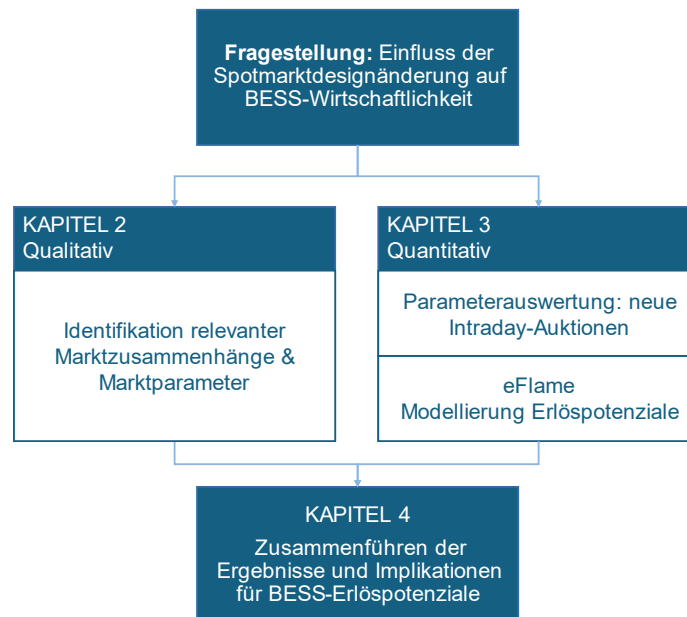 Fragestellung: Einfluss der
Spotmarktdesignänderung auf
BESS-Wirtschaftlichkeit
KAPITEL 2
Qualitativ
Identifikation relevanter
Marktzusammenhänge &
Marktparameter
KAPITEL 3
Quantitativ
Parameterauswertung: neue
Intraday-Auktionen
eFlame
Modellierung Erlöspotenziale
KAPITEL 4
Zusammenführen der
Ergebnisse und Implikationen
für BESS-Erlöspotenziale